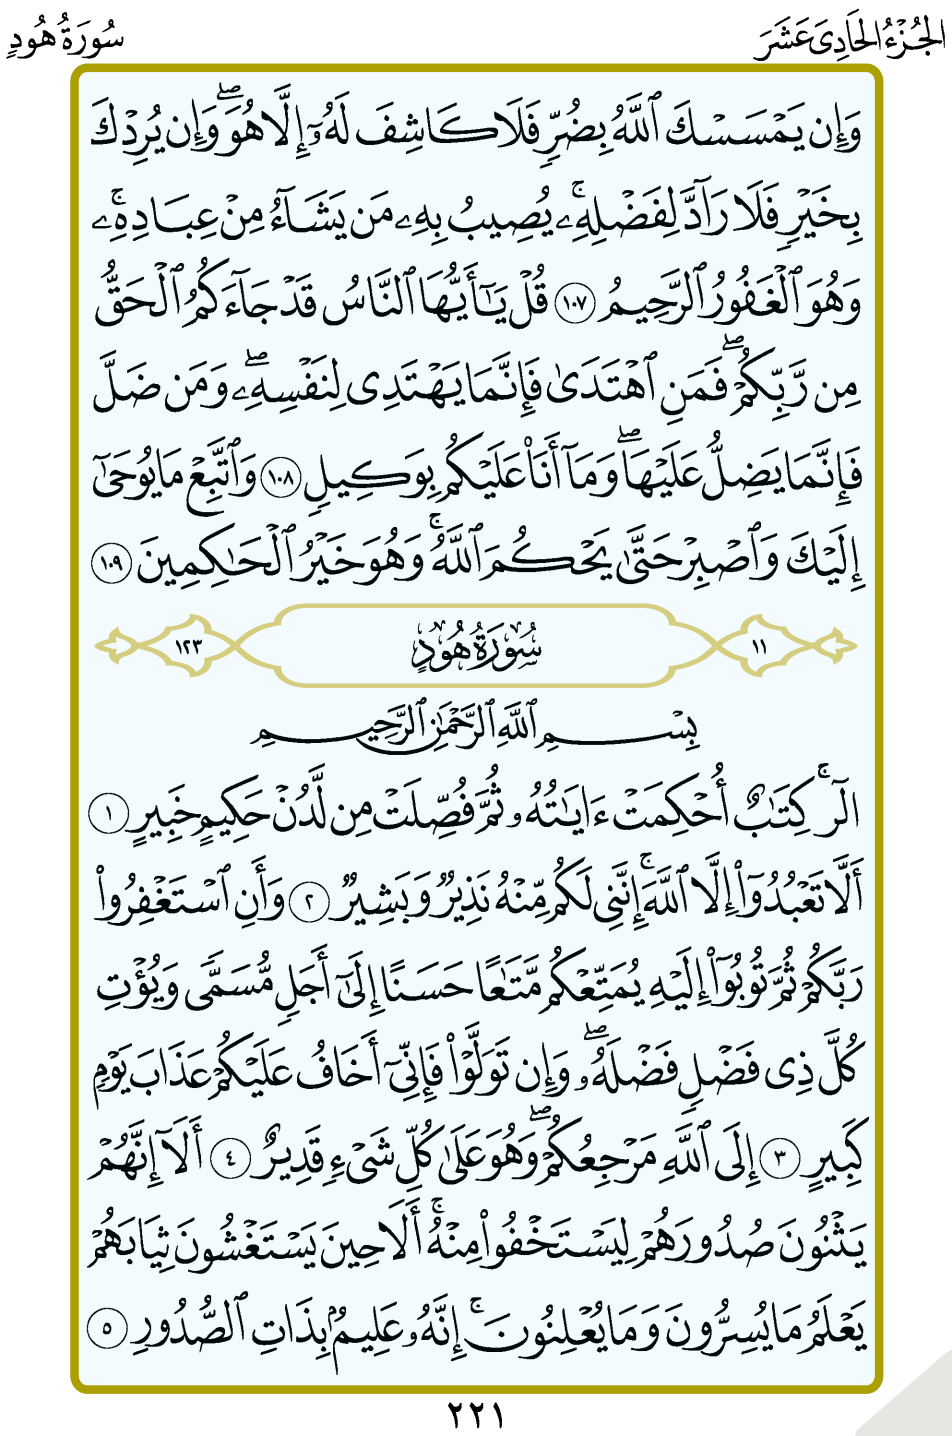 الجُزْءُ الحَادِي عَشَرَ
سُورَةُ هُودٍ
وَإِن يَمْسَسْكَ ٱللَّهُ بِضُرٍّ فَلَا كَاشِفَ لَهُۥٓ إِلَّا هُوَۖ وَإِن يُرِدْكَ
بِخَيْرٍ فَلَا رَآدَّ لِفَضْلِهِۦۚ يُصِيبُ بِهِۦ مَن يَشَآءُ مِنْ عِبَادِهِۦۚ
وَهُوَ ٱلْغَفُورُ ٱلرَّحِيمُ ١٠٧ قُلْ يَـٰٓأَيُّهَا ٱلنَّاسُ قَدْ جَآءَكُمُ ٱلْحَقُّ
مِن رَّبِّكُمْۖ فَمَنِ ٱهْتَدَىٰ فَإِنَّمَا يَهْتَدِى لِنَفْسِهِۦۖ وَمَن ضَلَّ
فَإِنَّمَا يَضِلُّ عَلَيْهَاۖ وَمَآ أَنَا۠ عَلَيْكُم بِوَكِيلٍ ١٠٨ وَٱتَّبِعْ مَا يُوحَىٰٓ
إِلَيْكَ وَٱصْبِرْ حَتَّىٰ يَحْكُمَ ٱللَّهُۚ وَهُوَ خَيْرُ ٱلْحَـٰكِمِينَ ١٠٩
١١ سُورَةُ هُودٍ ١٢٣
بِسْمِ ٱللَّهِ ٱلرَّحْمَـٰنِ ٱلرَّحِيمِ
الٓرۚ كِتَـٰبٌ أُحْكِمَتْ ءَايَـٰتُهُۥ ثُمَّ فُصِّلَتْ مِن لَّدُنْ حَكِيمٍ خَبِيرٍ ١
أَلَّا تَعْبُدُوٓا۟ إِلَّا ٱللَّهَۚ إِنَّنِى لَكُم مِّنْهُ نَذِيرٌ وَبَشِيرٌ ٢ وَأَنِ ٱسْتَغْفِرُوا۟
رَبَّكُمْ ثُمَّ تُوبُوٓا۟ إِلَيْهِ يُمَتِّعْكُم مَّتَـٰعًا حَسَنًا إِلَىٰٓ أَجَلٍ مُّسَمًّى وَيُؤْتِ
كُلَّ ذِى فَضْلٍ فَضْلَهُۥۖ وَإِن تَوَلَّوْا۟ فَإِنِّىٓ أَخَافُ عَلَيْكُمْ عَذَابَ يَوْمٍ
كَبِيرٍ ٣ إِلَى ٱللَّهِ مَرْجِعُكُمْۖ وَهُوَ عَلَىٰ كُلِّ شَىْءٍ قَدِيرٌ ٤ أَلَآ إِنَّهُمْ
يَثْنُونَ صُدُورَهُمْ لِيَسْتَخْفُوا۟ مِنْهُۚ أَلَا حِينَ يَسْتَغْشُونَ ثِيَابَهُمْ
يَعْلَمُ مَا يُسِرُّونَ وَمَا يُعْلِنُونَۚ إِنَّهُۥ عَلِيمٌۢ بِذَاتِ ٱلصُّدُورِ ٥
٢٢١